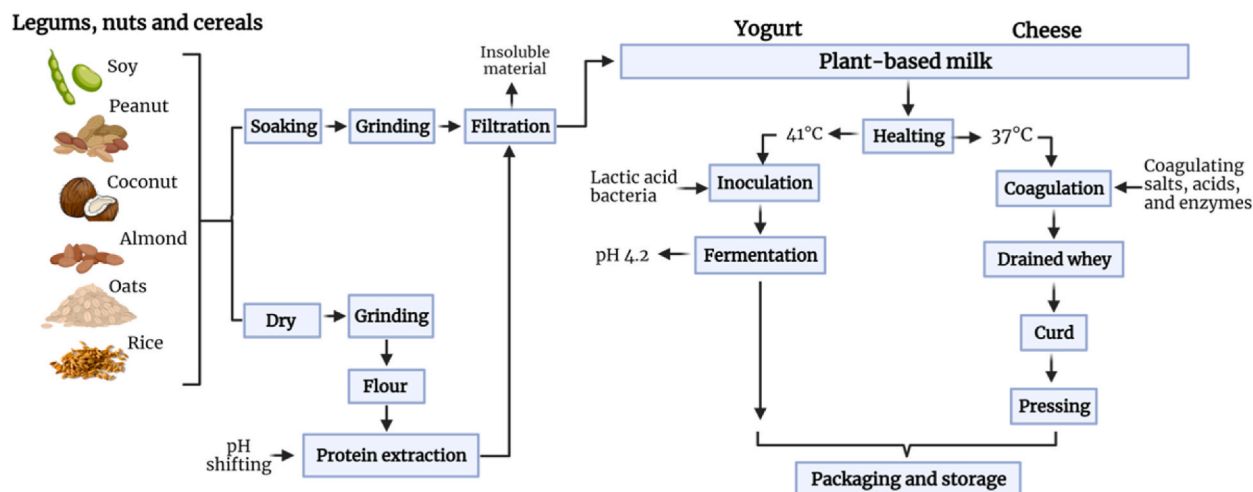 Legums, nuts and cereals
Soy
Peanut
Coconut
Almond
Oats
Rice
Soaking
Grinding
Filtration
Insoluble
material
Dry
Grinding
Flour
pH
shifting
Protein extraction
Yogurt
Cheese
Plant-based milk
41°C
Healting
37°C
Lactic acid
bacteria
Inoculation
Coagulation
Coagulating
salts, acids,
and enzymes
pH 4.2
Fermentation
Drained whey
Curd
Pressing
Packaging and storage